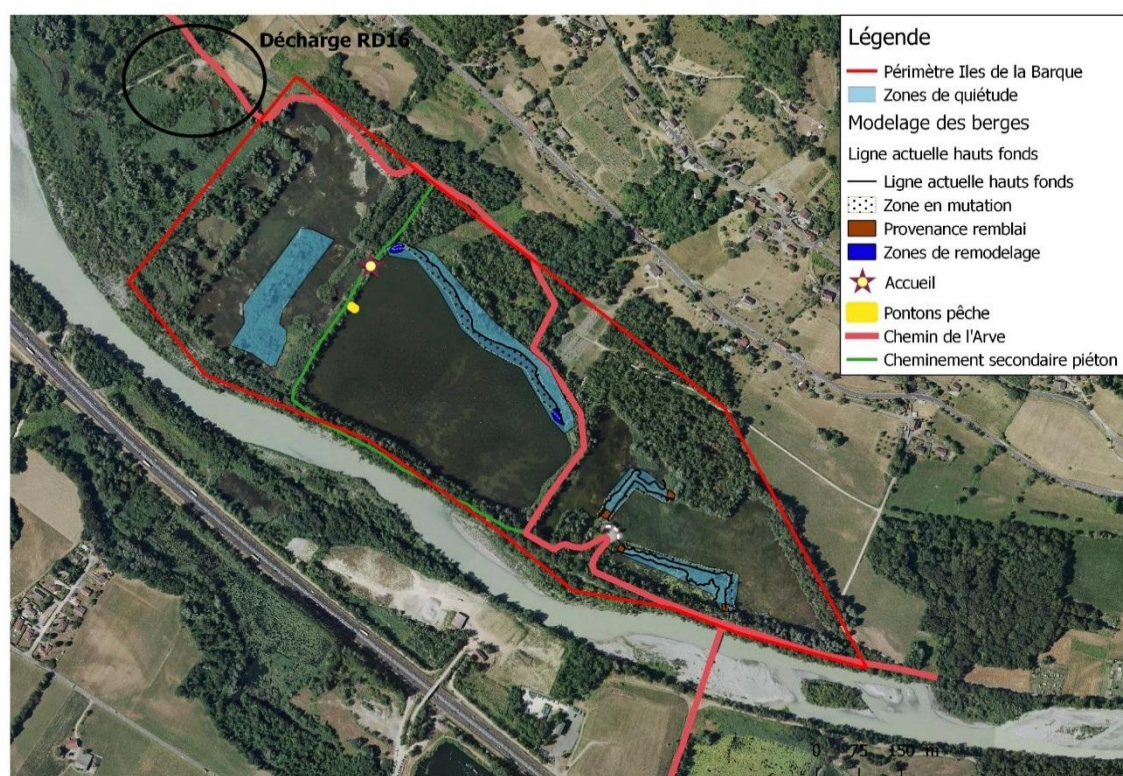 Décharge RD16
Légende
Périmètre Iles de la Barque
Zones de quiétude
Modelage des berges
Ligne actuelle hauts fonds
Ligne actuelle hauts fonds
Zone en mutation
Provenance remblai
Zones de remodelage
Accueil
Pontons pêche
Chemin de l'Arve
Cheminement secondaire piéton
0 75 150 m